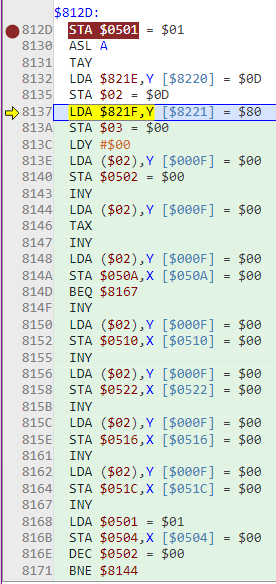 $812D:
812D STA $0501 = $01
8130 ASL A
8131 TAY
8132 LDA $821E,Y [$8220] = $0D
8135 STA $02 = $0D
8137 LDA $821F,Y [$8221] = $80
813A STA $03 = $00
813C LDY #$00
813E LDA ($02),Y [$000F] = $00
8140 STA $0502 = $00
8143 INY
8144 LDA ($02),Y [$000F] = $00
8146 TAX
8147 INY
8148 LDA ($02),Y [$000F] = $00
814A STA $050A,X [$050A] = $00
814D BEQ $8167
814F INY
8150 LDA ($02),Y [$000F] = $00
8152 STA $0510,X [$0510] = $00
8155 INY
8156 LDA ($02),Y [$000F] = $00
8158 STA $0522,X [$0522] = $00
815B INY
815C LDA ($02),Y [$000F] = $00
815E STA $0516,X [$0516] = $00
8161 INY
8162 LDA ($02),Y [$000F] = $00
8164 STA $051C,X [$051C] = $00
8167 INY
8168 LDA $0501 = $01
816B STA $0504,X [$0504] = $00
816E DEC $0502 = $00
8171 BNE $8144